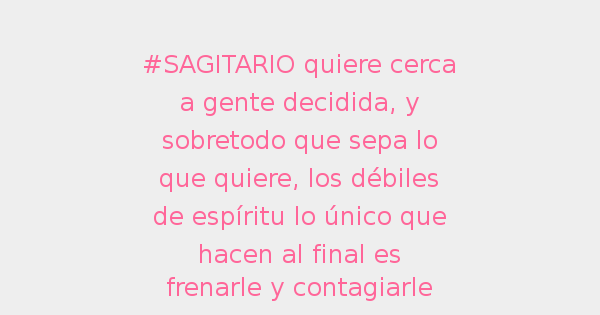 #SAGITARIO quiere cerca
a gente decidida, y
sobretodo que sepa lo
que quiere, los débiles
de espíritu lo único que
hacen al final es
frenarle y contagiarle